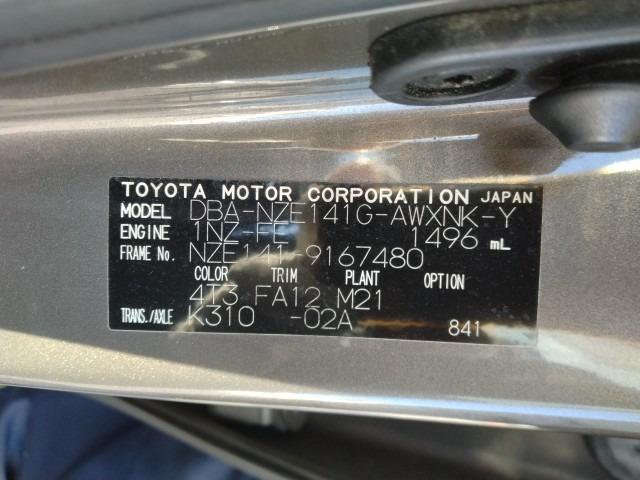 TOYOTA MOTOR CORPORATION JAPAN
MODEL DBA-NZE141G-AWXNK-Y
ENGINE 1NZ-FE 1496 mL
FRAME No. NZE141-9167480
COLOR TRIM PLANT OPTION
4T3 FA12 M21
TRANS./AXLE K310 -02A 841